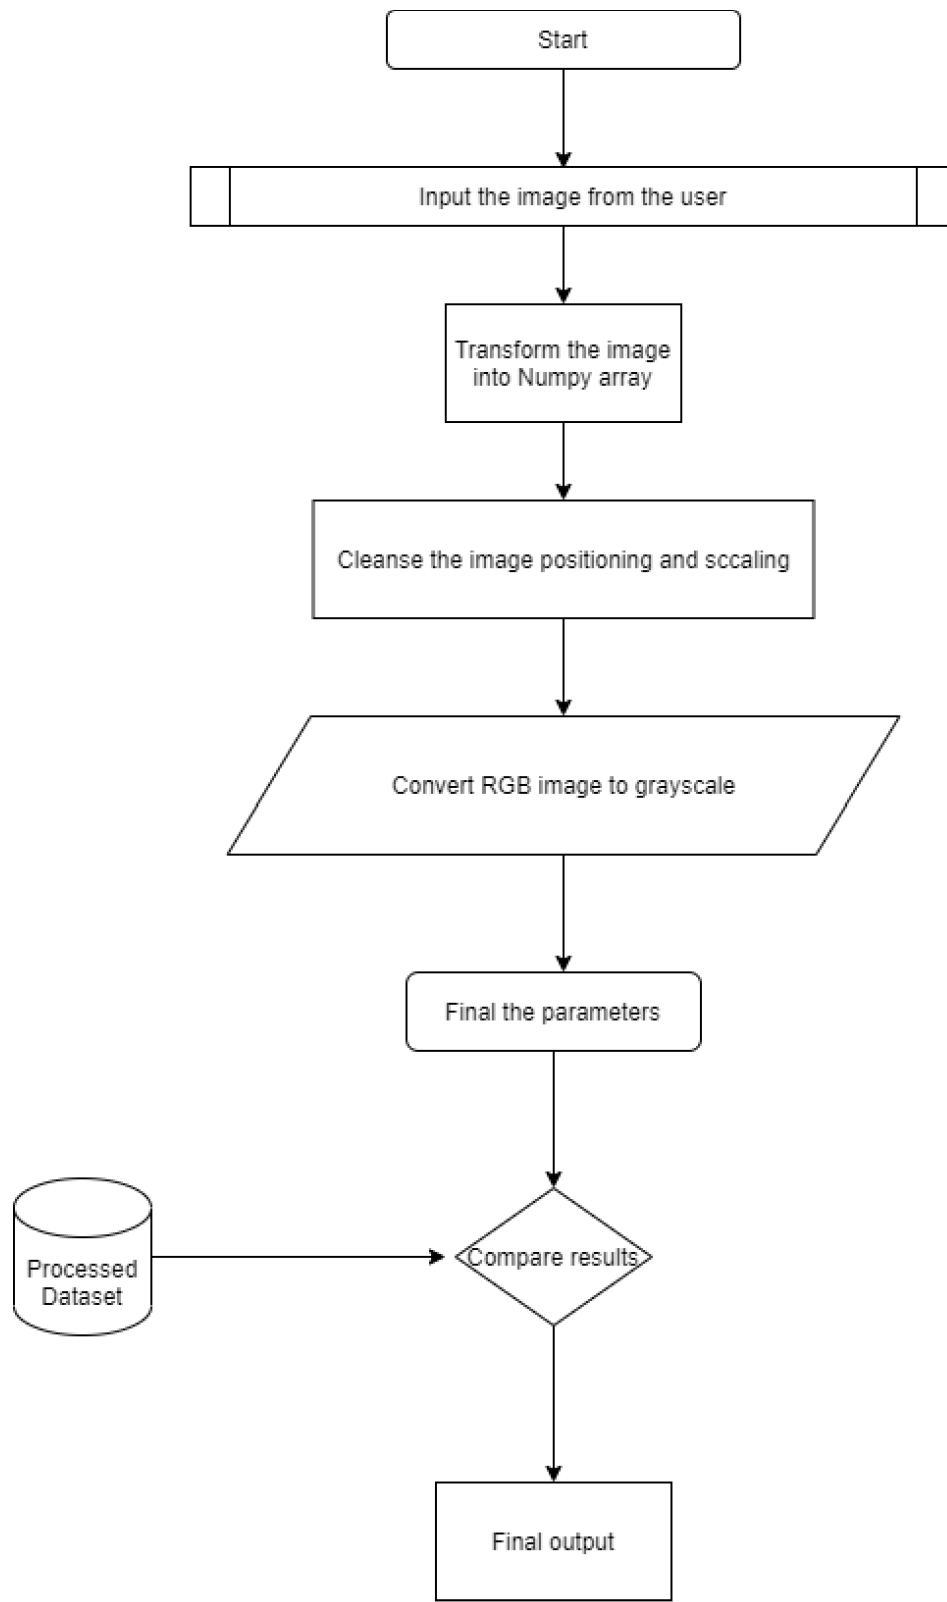 Start
Input the image from the user
Transform the image
into Numpy array
Cleanse the image positioning and sccaling
Convert RGB image to grayscale
Final the parameters
Processed
Dataset
Compare results
Final output